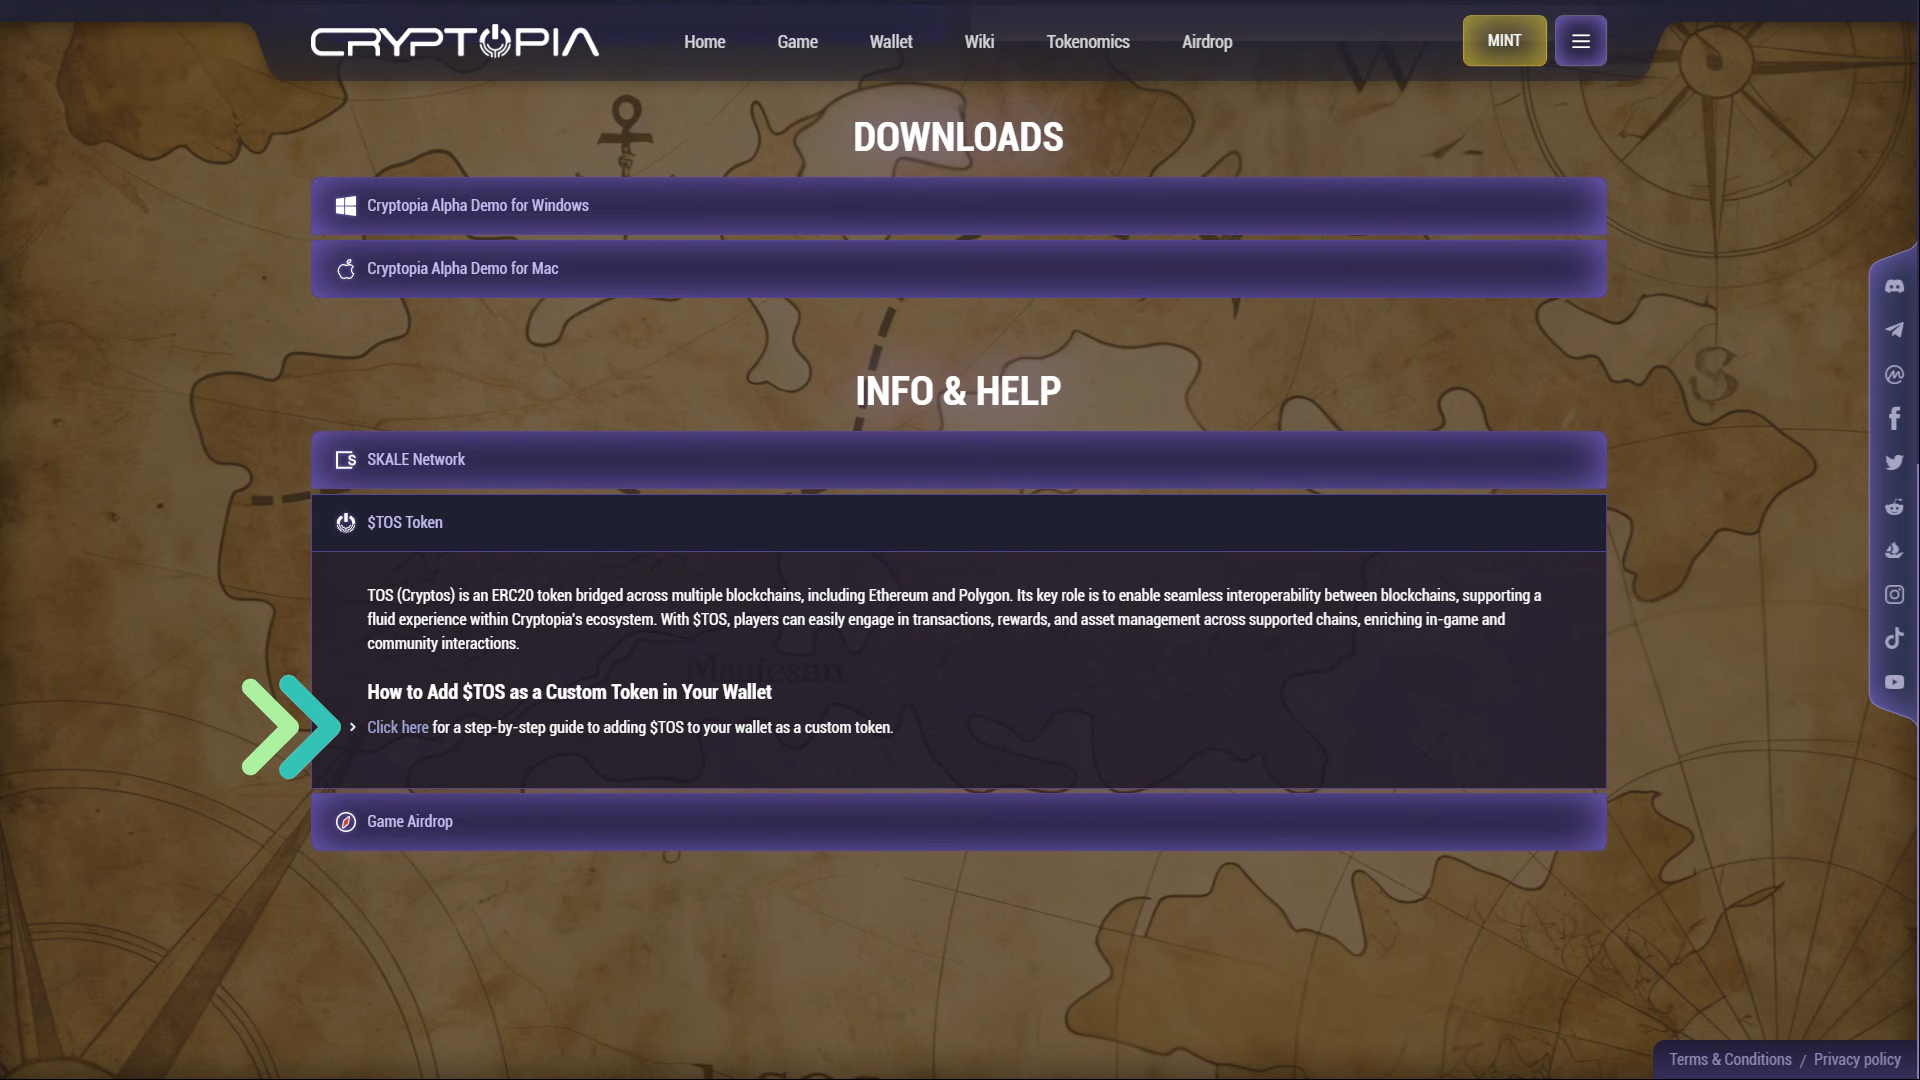 CRYPTOPIA
Home
Game
Wallet
Wiki
Tokenomics
Airdrop
MINT
W
DOWNLOADS
Cryptopia Alpha Demo for Windows
Cryptopia Alpha Demo for Mac
S
INFO & HELP
SKALE Network
$TOS Token
TOS (Cryptos) is an ERC20 token bridged across multiple blockchains, including Ethereum and Polygon. Its key role is to enable seamless interoperability between blockchains, supporting a
fluid experience within Cryptopia's ecosystem. With $TOS, players can easily engage in transactions, rewards, and asset management across supported chains, enriching in-game and
community interactions.
How to Add $TOS as a Custom Token in Your Wallet
Click here for a step-by-step guide to adding $TOS to your wallet as a custom token.
Game Airdrop
Terms & Conditions / Privacy policy